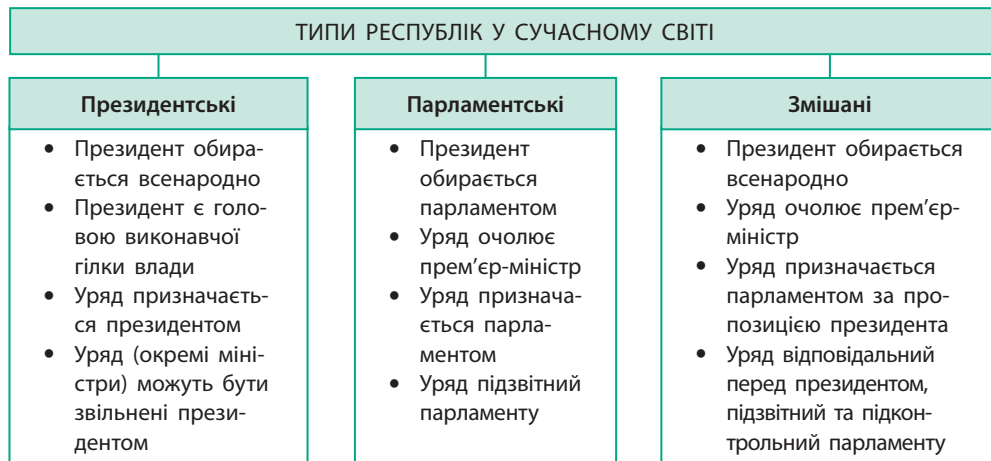 ТИПИ РЕСПУБЛІК У СУЧАСНОМУ СВІТІ
Президентські
• Президент обира-
ється всенародно
• Президент є голо-
вою виконавчої
гілки влади
• Уряд призначаєть-
ся президентом
• Уряд (окремі міні-
стри) можуть бути
звільнені прези-
дентом
Парламентські
• Президент
обирається
парламентом
• Уряд очолює
прем’єр-міністр
• Уряд признача-
ється парла-
ментом
• Уряд підзвітний
парламенту
Змішані
• Президент обирається
всенародно
• Уряд очолює прем’єр-
міністр
• Уряд призначається
парламентом за про-
позицією президента
• Уряд відповідальний
перед президентом,
підзвітний та підкон-
трольний парламенту